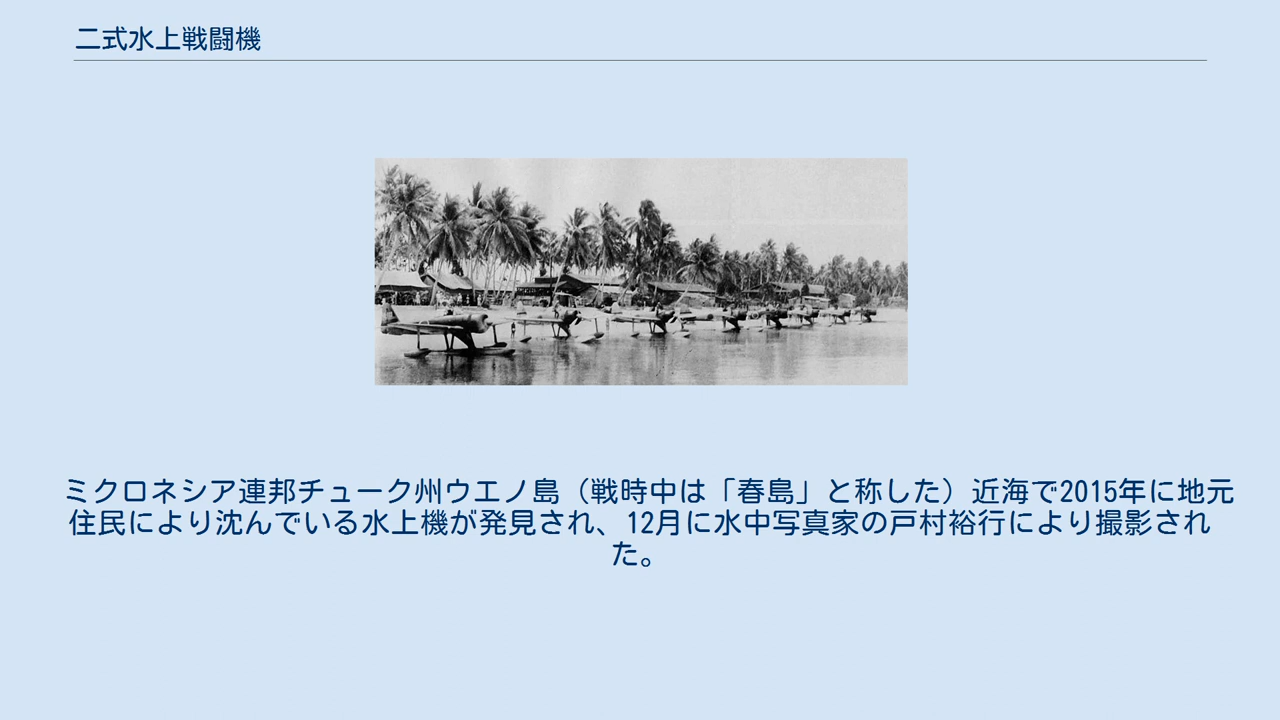 二式水上戦闘機
ミクロネシア連邦チューク州ウエノ島（戦時中は「春島」と称した）近海で2015年に地元
住民により沈んでいる水上機が発見され、12月に水中写真家の戸村裕行により撮影され
た。